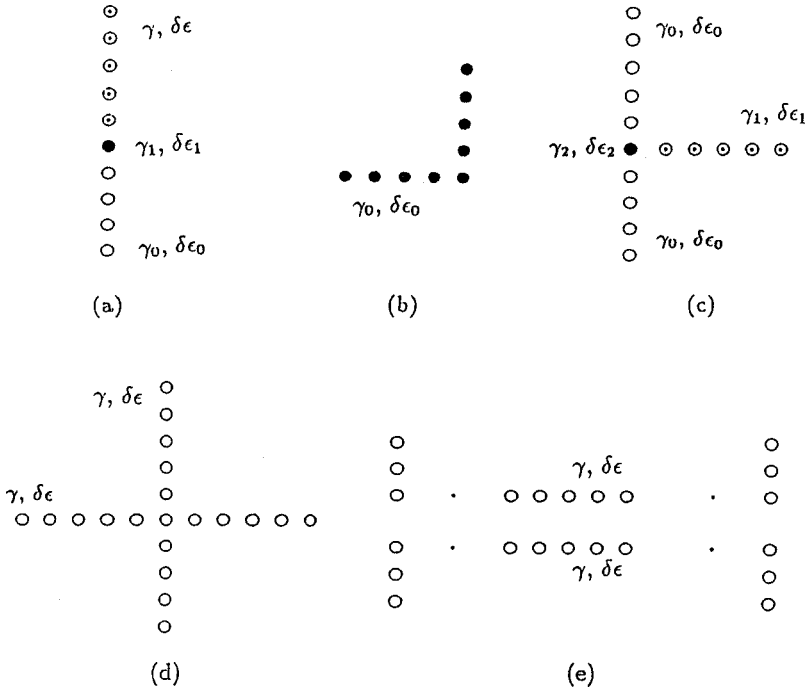 γ, δϵ
γ₁, δϵ₁
γ₀, δϵ₀
(a)
γ₀, δϵ₀
(b)
γ₀, δϵ₀
γ₁, δϵ₁
γ₂, δϵ₂
γ₀, δϵ₀
(c)
γ, δϵ
γ, δϵ
(d)
γ, δϵ
γ, δϵ
(e)